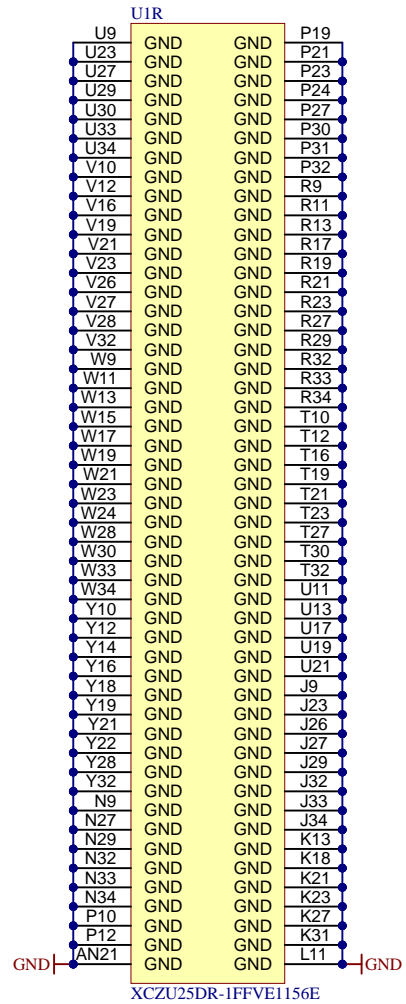 U1R
U9 GND GND P19
U23 GND GND P21
U27 GND GND P23
U29 GND GND P24
U30 GND GND P27
U33 GND GND P30
U34 GND GND P31
V10 GND GND P32
V12 GND GND R9
V16 GND GND R11
V19 GND GND R13
V21 GND GND R17
V23 GND GND R19
V26 GND GND R21
V27 GND GND R23
V28 GND GND R27
V32 GND GND R29
W9 GND GND R32
W11 GND GND R33
W13 GND GND R34
W15 GND GND T10
W17 GND GND T12
W19 GND GND T16
W21 GND GND T19
W23 GND GND T21
W24 GND GND T23
W28 GND GND T27
W30 GND GND T30
W33 GND GND T32
W34 GND GND U11
Y10 GND GND U13
Y12 GND GND U17
Y14 GND GND U19
Y16 GND GND U21
Y18 GND GND J9
Y19 GND GND J23
Y21 GND GND J26
Y22 GND GND J27
Y28 GND GND J29
Y32 GND GND J32
N9 GND GND J33
N27 GND GND J34
N29 GND GND K13
N32 GND GND K18
N33 GND GND K21
N34 GND GND K23
P10 GND GND K27
P12 GND GND K31
GND AN21 GND GND L11 GND
XCZU25DR-1FFVE1156E